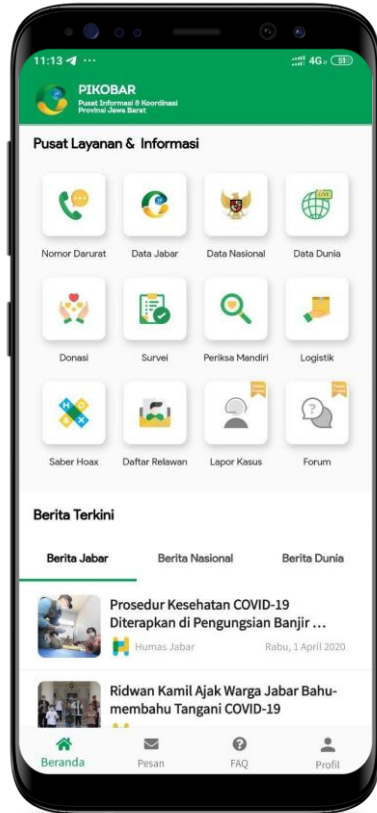 11:13
4G
51
PIKOBAR
Pusat Informasi & Koordinasi
Provinsi Jawa Barat
Pusat Layanan & Informasi
Nomor Darurat
Data Jabar
Data Nasional
LIVE
Data Dunia
Donasi
Survei
Periksa Mandiri
Logistik
HOAX
Saber Hoax
Daftar Relawan
Lapor Kasus
?
Forum
Berita Terkini
Berita Jabar
Berita Nasional
Berita Dunia
Prosedur Kesehatan COVID-19
Diterapkan di Pengungsian Banjir ...
Humas Jabar
Rabu, 1 April 2020
Ridwan Kamil Ajak Warga Jabar Bahu-
membahu Tangani COVID-19
Beranda
Pesan
FAQ
Profil